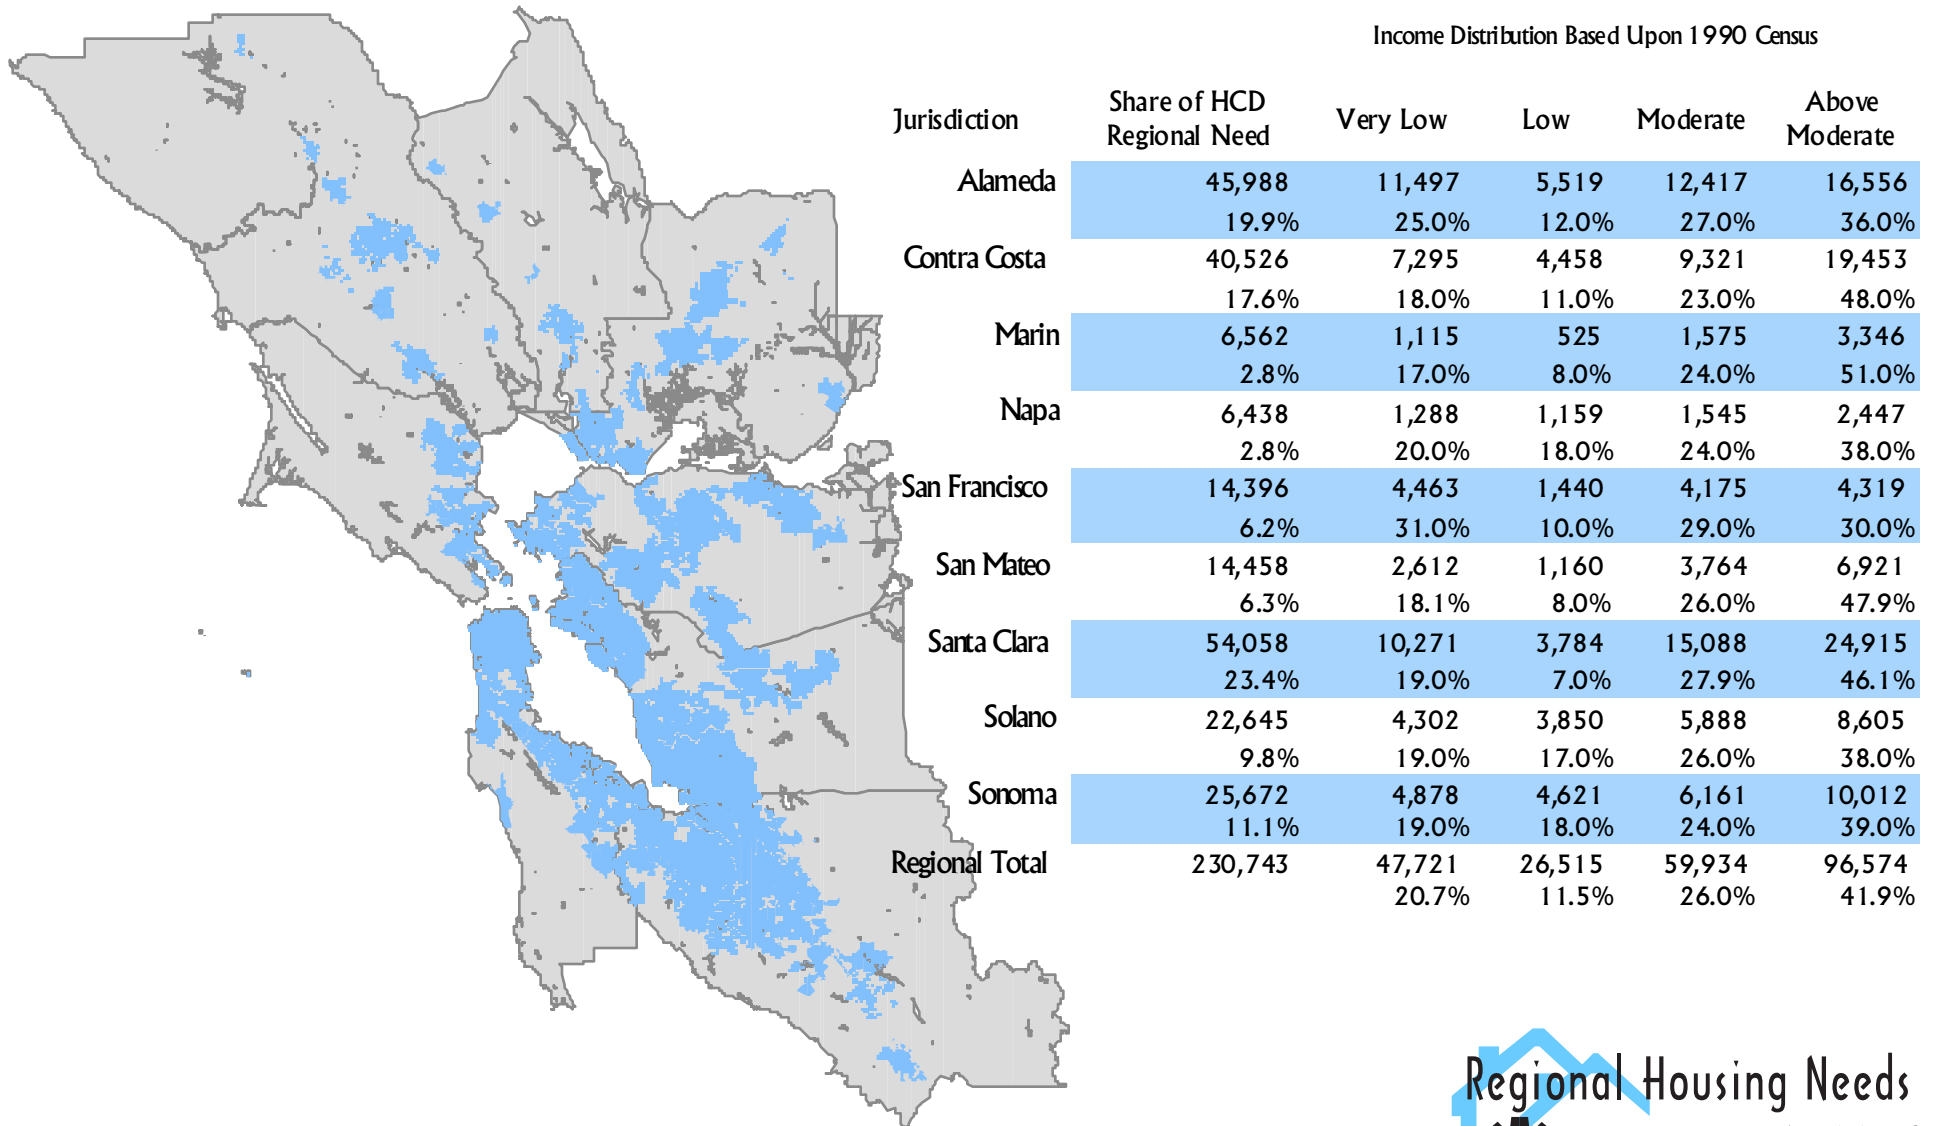 Income Distribution Based Upon 1990 Census
Jurisdiction Share of HCD Regional Need Very Low Low Moderate Above Moderate
Alameda 45,988 11,497 5,519 12,417 16,556
19.9% 25.0% 12.0% 27.0% 36.0%
Contra Costa 40,526 7,295 4,458 9,321 19,453
17.6% 18.0% 11.0% 23.0% 48.0%
Marin 6,562 1,115 525 1,575 3,346
2.8% 17.0% 8.0% 24.0% 51.0%
Napa 6,438 1,288 1,159 1,545 2,447
2.8% 20.0% 18.0% 24.0% 38.0%
San Francisco 14,396 4,463 1,440 4,175 4,319
6.2% 31.0% 10.0% 29.0% 30.0%
San Mateo 14,458 2,612 1,160 3,764 6,921
6.3% 18.1% 8.0% 26.0% 47.9%
Santa Clara 54,058 10,271 3,784 15,088 24,915
23.4% 19.0% 7.0% 27.9% 46.1%
Solano 22,645 4,302 3,850 5,888 8,605
9.8% 19.0% 17.0% 26.0% 38.0%
Sonoma 25,672 4,878 4,621 6,161 10,012
11.1% 19.0% 18.0% 24.0% 39.0%
Regional Total 230,743 47,721 26,515 59,934 96,574
20.7% 11.5% 26.0% 41.9%
Regional Housing Needs